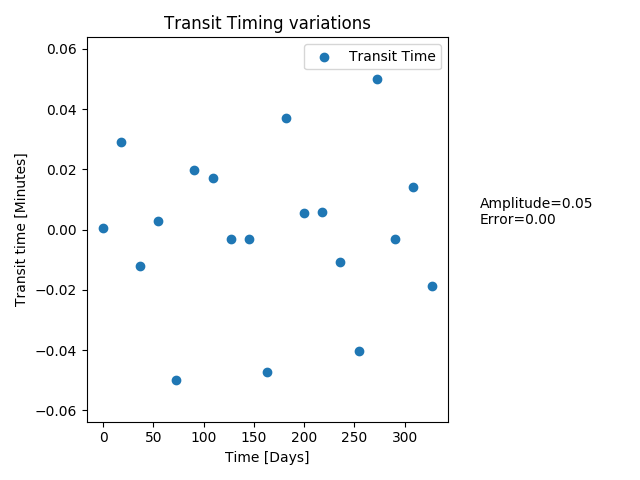 Transit Timing variations
Transit Time
0.06
0.04
0.02
0.00
−0.02
−0.04
−0.06
Transit time [Minutes]
0
50
100
150
200
250
300
Time [Days]
Amplitude=0.05
Error=0.00